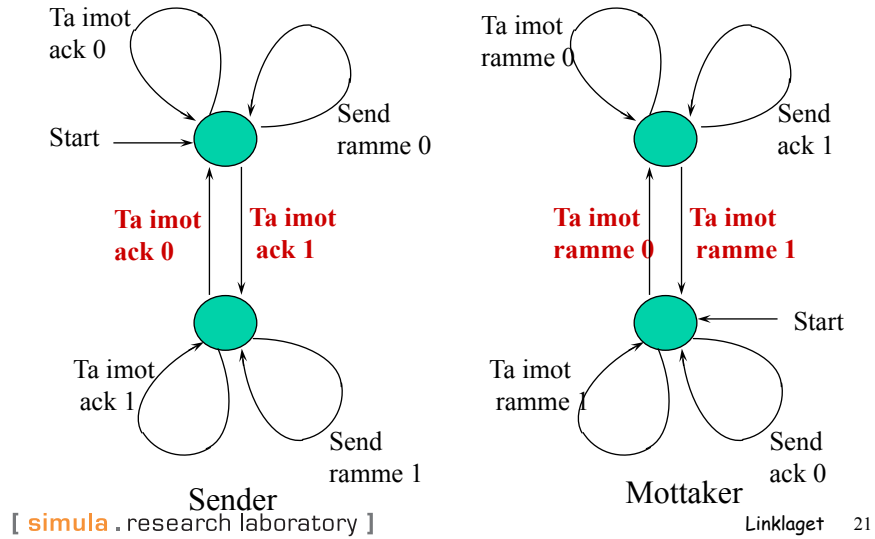 Ta imot
ack 0
Start
Send
ramme 0
Ta imot
ack 0
Ta imot
ack 1
Ta imot
ack 1
Send
ramme 1
Sender
Ta imot
ramme 0
Send
ack 1
Ta imot
ramme 0
Ta imot
ramme 1
Start
Ta imot
ramme 1
Send
ack 0
Mottaker
[ simula . research laboratory ]
Linklaget 21